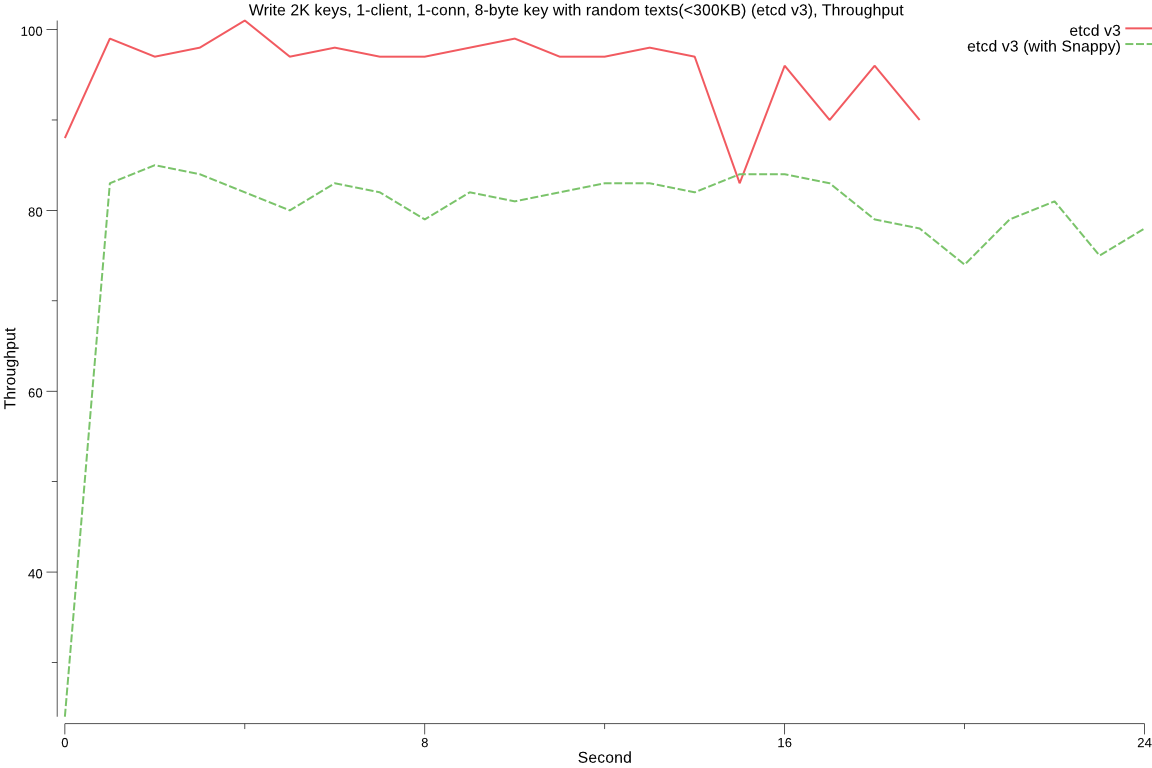 Write 2K keys, 1-client, 1-conn, 8-byte key with random texts(<300KB) (etcd v3), Throughput
etcd v3
etcd v3 (with Snappy)
100
80
60
40
Throughput
0
8
16
24
Second